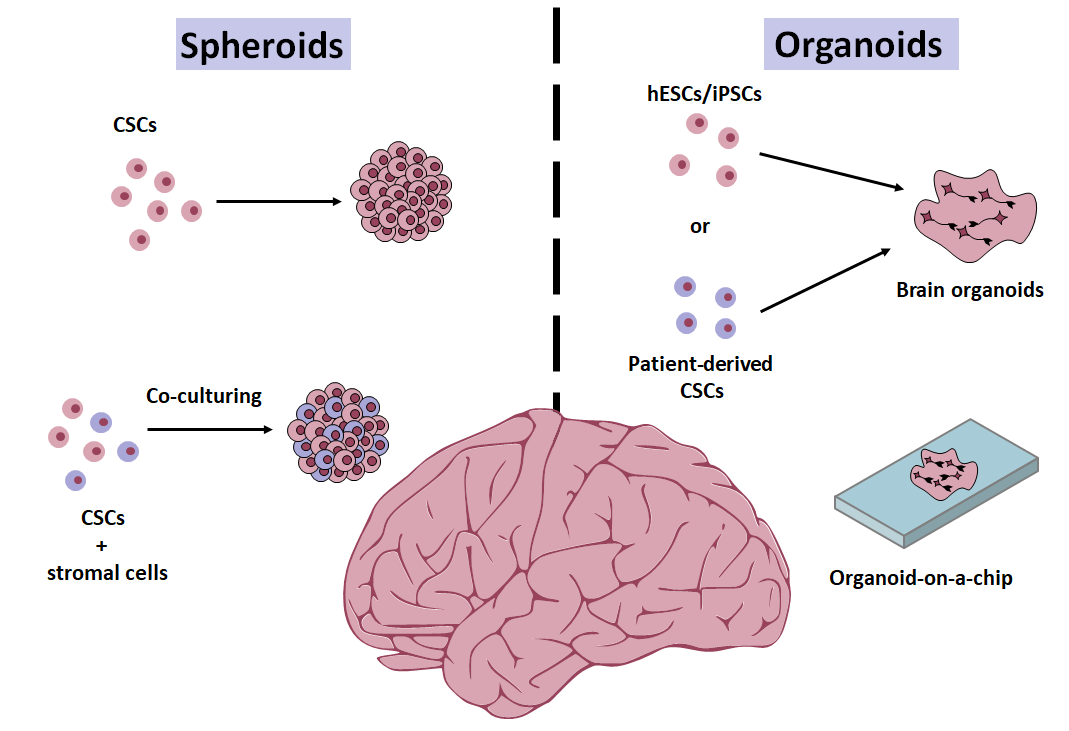 Spheroids
CSCs
Co-culturing
CSCs
+
stromal cells
Organoids
hESCs/iPSCs
or
Patient-derived
CSCs
Brain organoids
Organoid-on-a-chip